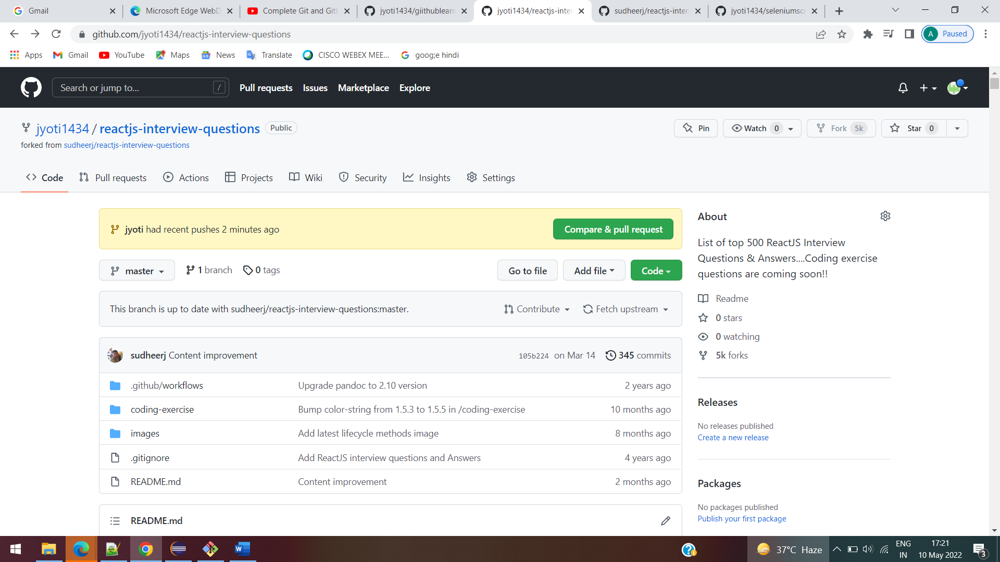 Gmail
Microsoft Edge WebD
Complete Git and GitH
jyoti1434/giithublearn
jyoti1434/reactjs-inter
sudheerj/reactjs-inter
jyoti1434/seleniumscr
github.com/jyoti1434/reactjs-interview-questions
A Paused
Apps
Gmail
YouTube
Maps
News
Translate
CISCO WEBEX MEE...
goog;e hindi
Search or jump to... /
Pull requests
Issues
Marketplace
Explore
jyoti1434 / reactjs-interview-questions Public
Pin
Watch 0
Fork 5k
Star 0
forked from sudheerj/reactjs-interview-questions
Code
Pull requests
Actions
Projects
Wiki
Security
Insights
Settings
jyoti had recent pushes 2 minutes ago
Compare & pull request
master
1 branch
0 tags
Go to file
Add file
Code
This branch is up to date with sudheerj/reactjs-interview-questions:master.
Contribute
Fetch upstream
sudheerj Content improvement
105b224 on Mar 14
345 commits
.github/workflows Upgrade pandoc to 2.10 version 2 years ago
coding-exercise Bump color-string from 1.5.3 to 1.5.5 in /coding-exercise 10 months ago
images Add latest lifecycle methods image 8 months ago
.gitignore Add ReactJS interview questions and Answers 4 years ago
README.md Content improvement 2 months ago
README.md
About
List of top 500 ReactJS Interview
Questions & Answers....Coding exercise
questions are coming soon!!
Readme
0 stars
0 watching
5k forks
Releases
No releases published
Create a new release
Packages
No packages published
Publish your first package
37°C Haze
ENG
IN
17:21
10 May 2022
3